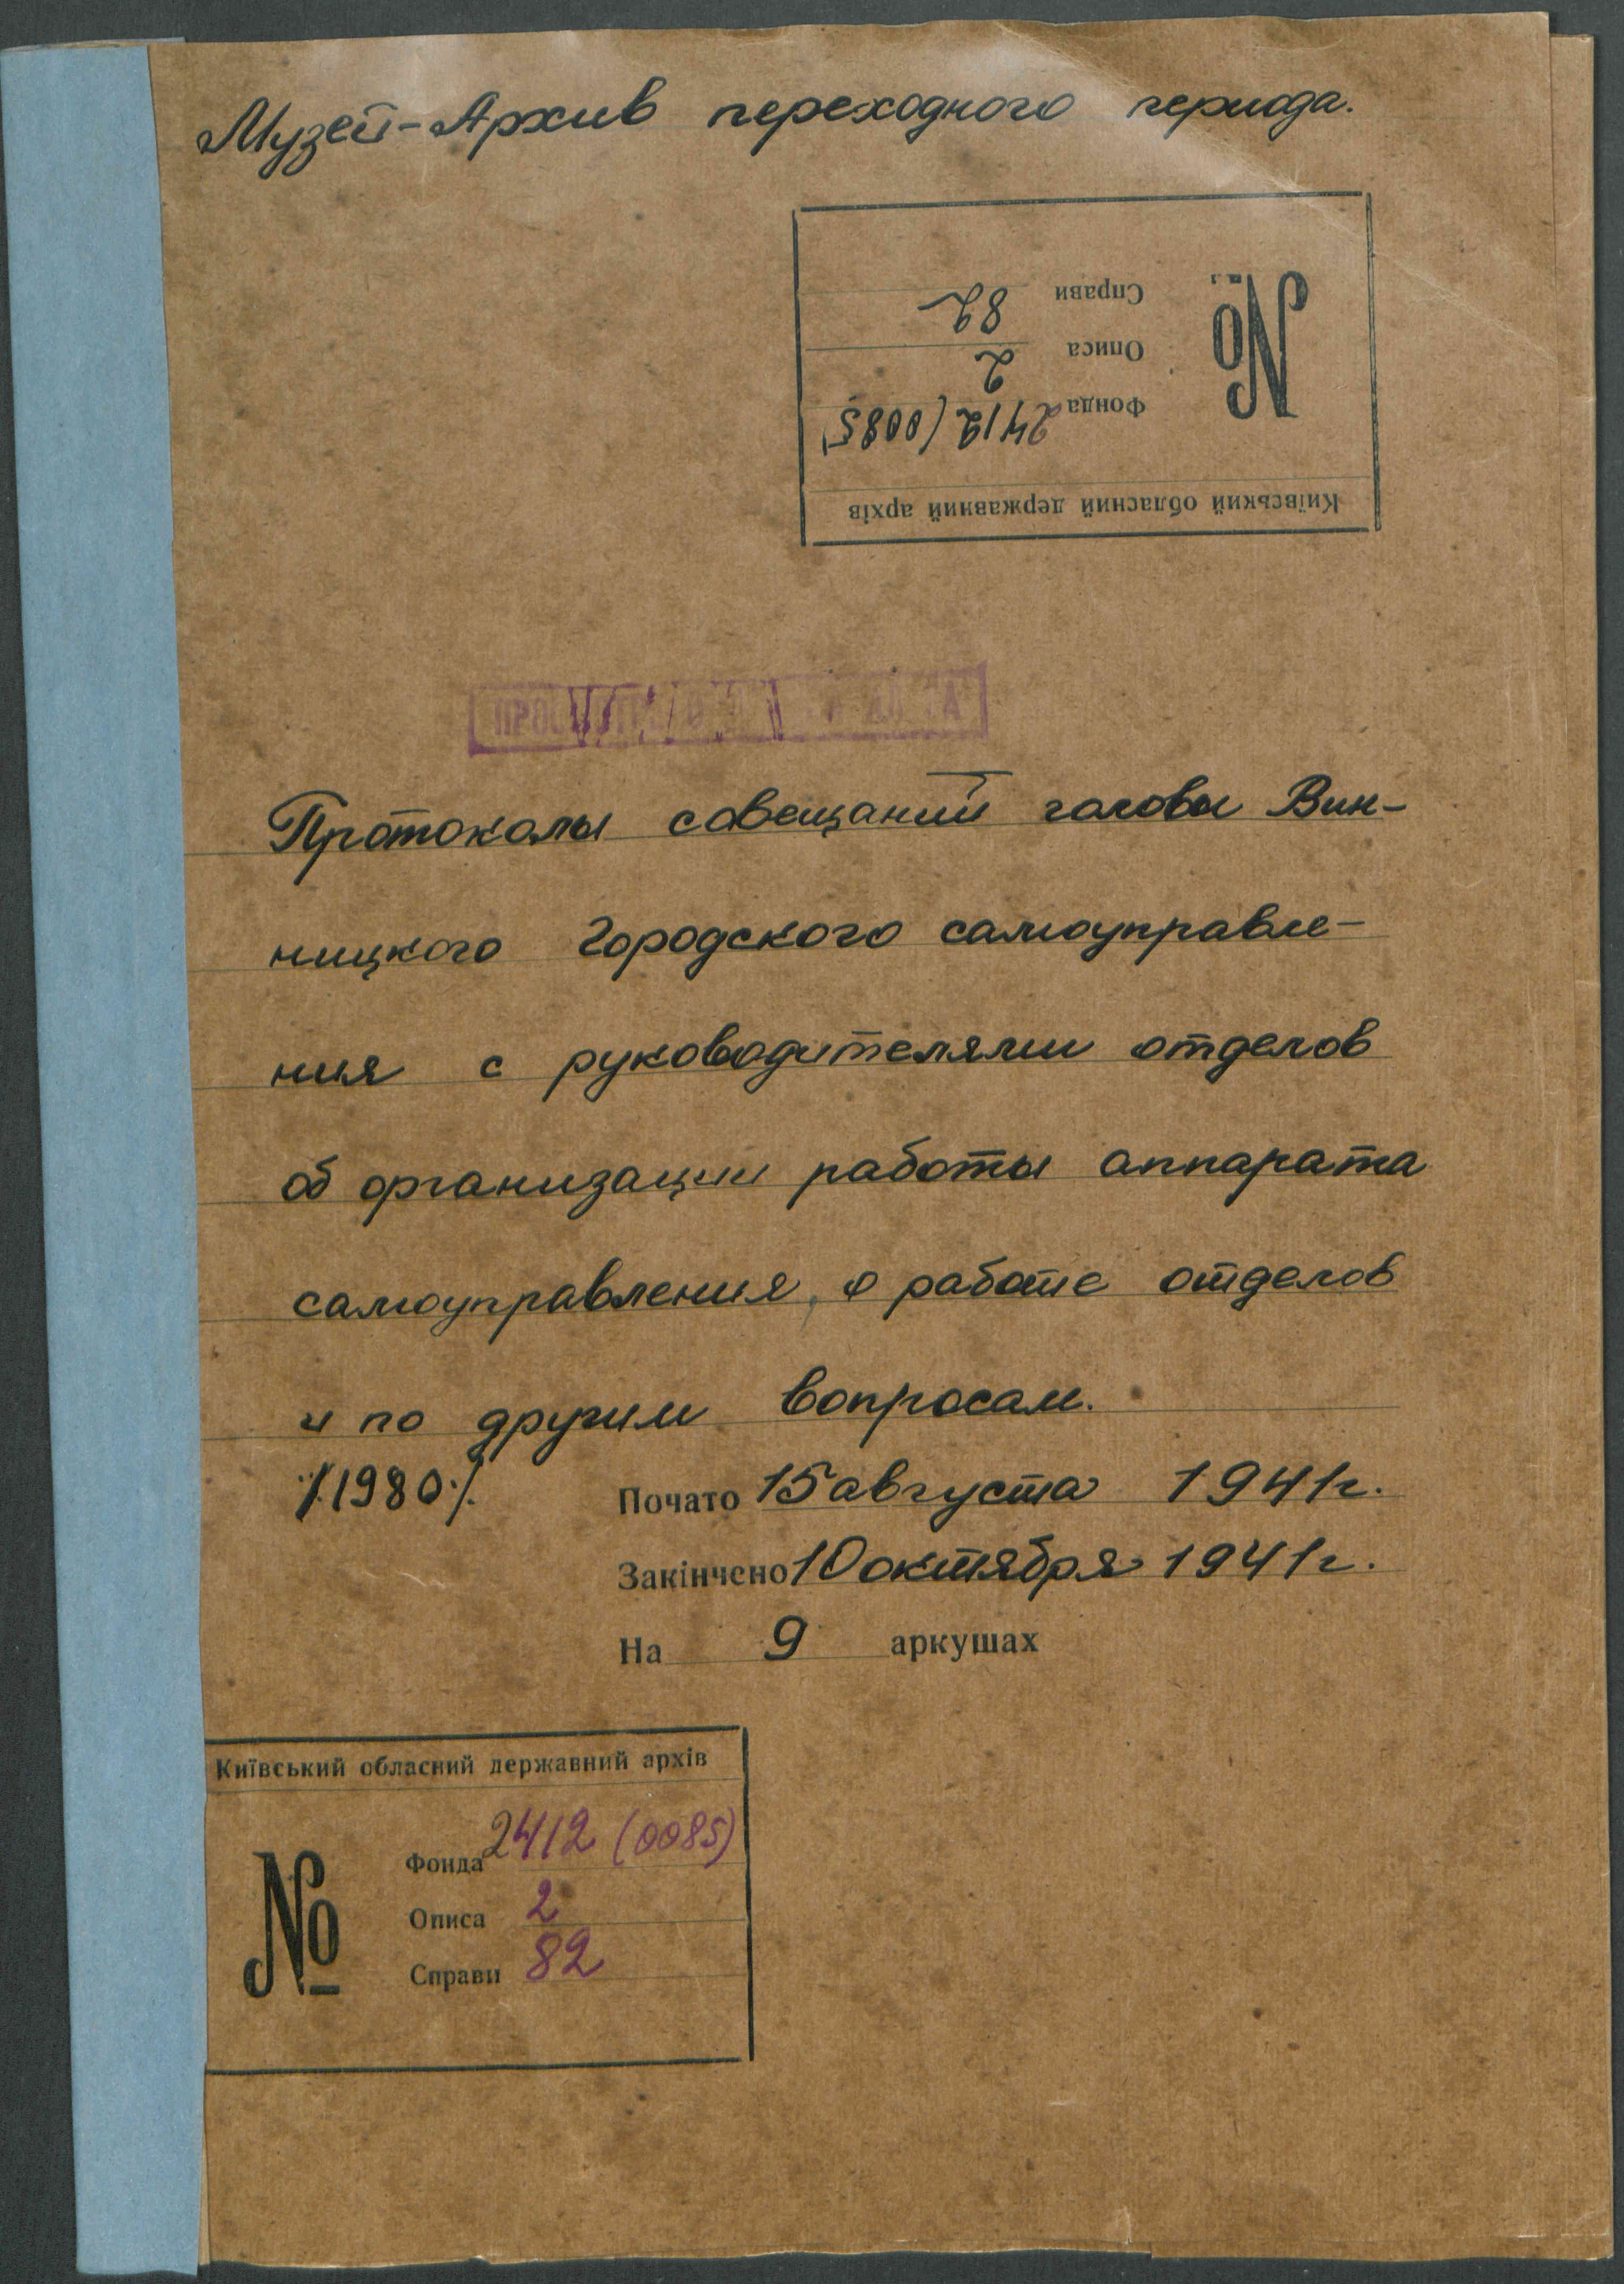 Музей-Архив переходного периода.
Київський обласний державний архів
№
Фонда 2412 (0085)
Описа 2
Справи 82
Протоколы совещаний головы Вин-
ницкого Городского самоуправле-
ния с руководителями отделов
об организации работы аппарата
самоуправления, о работе отделов
и по другим вопросам.
/.1980./.
Почато 15 августа 1941г.
Закінчено 10 октября 1941г.
На 9 аркушах
Київський обласний державний архів
№
Фонда 2412 (0085)
Описа 2
Справи 82